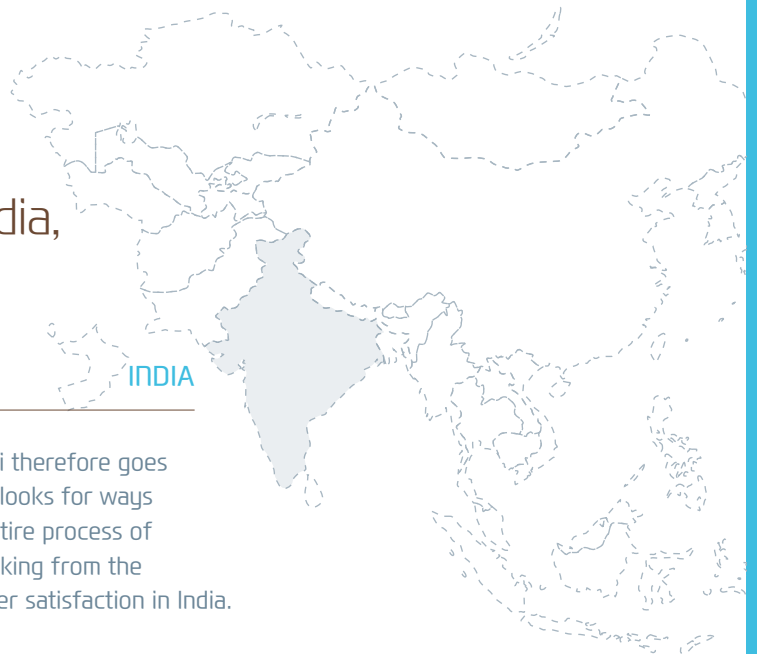 dia,
INDIA
i therefore goes
looks for ways
tire process of
king from the
er satisfaction in India.